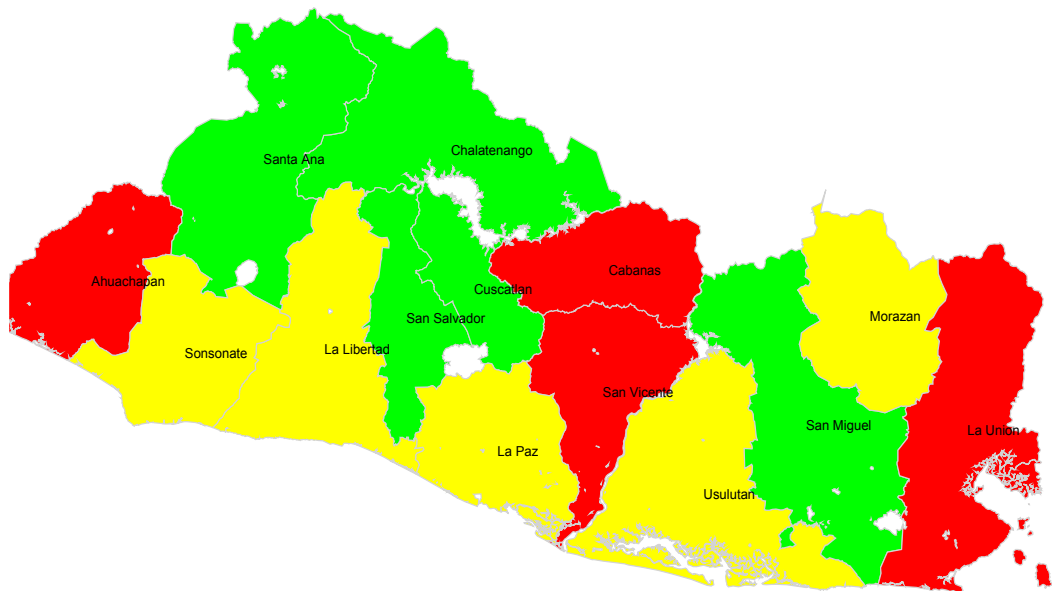 Chalatenango
Santa Ana
Cabanas
Ahuachapan
Cuscatlan
San Salvador
Morazan
La Libertad
Sonsonate
San Vicente
San Miguel
La Union
La Paz
Usulutan